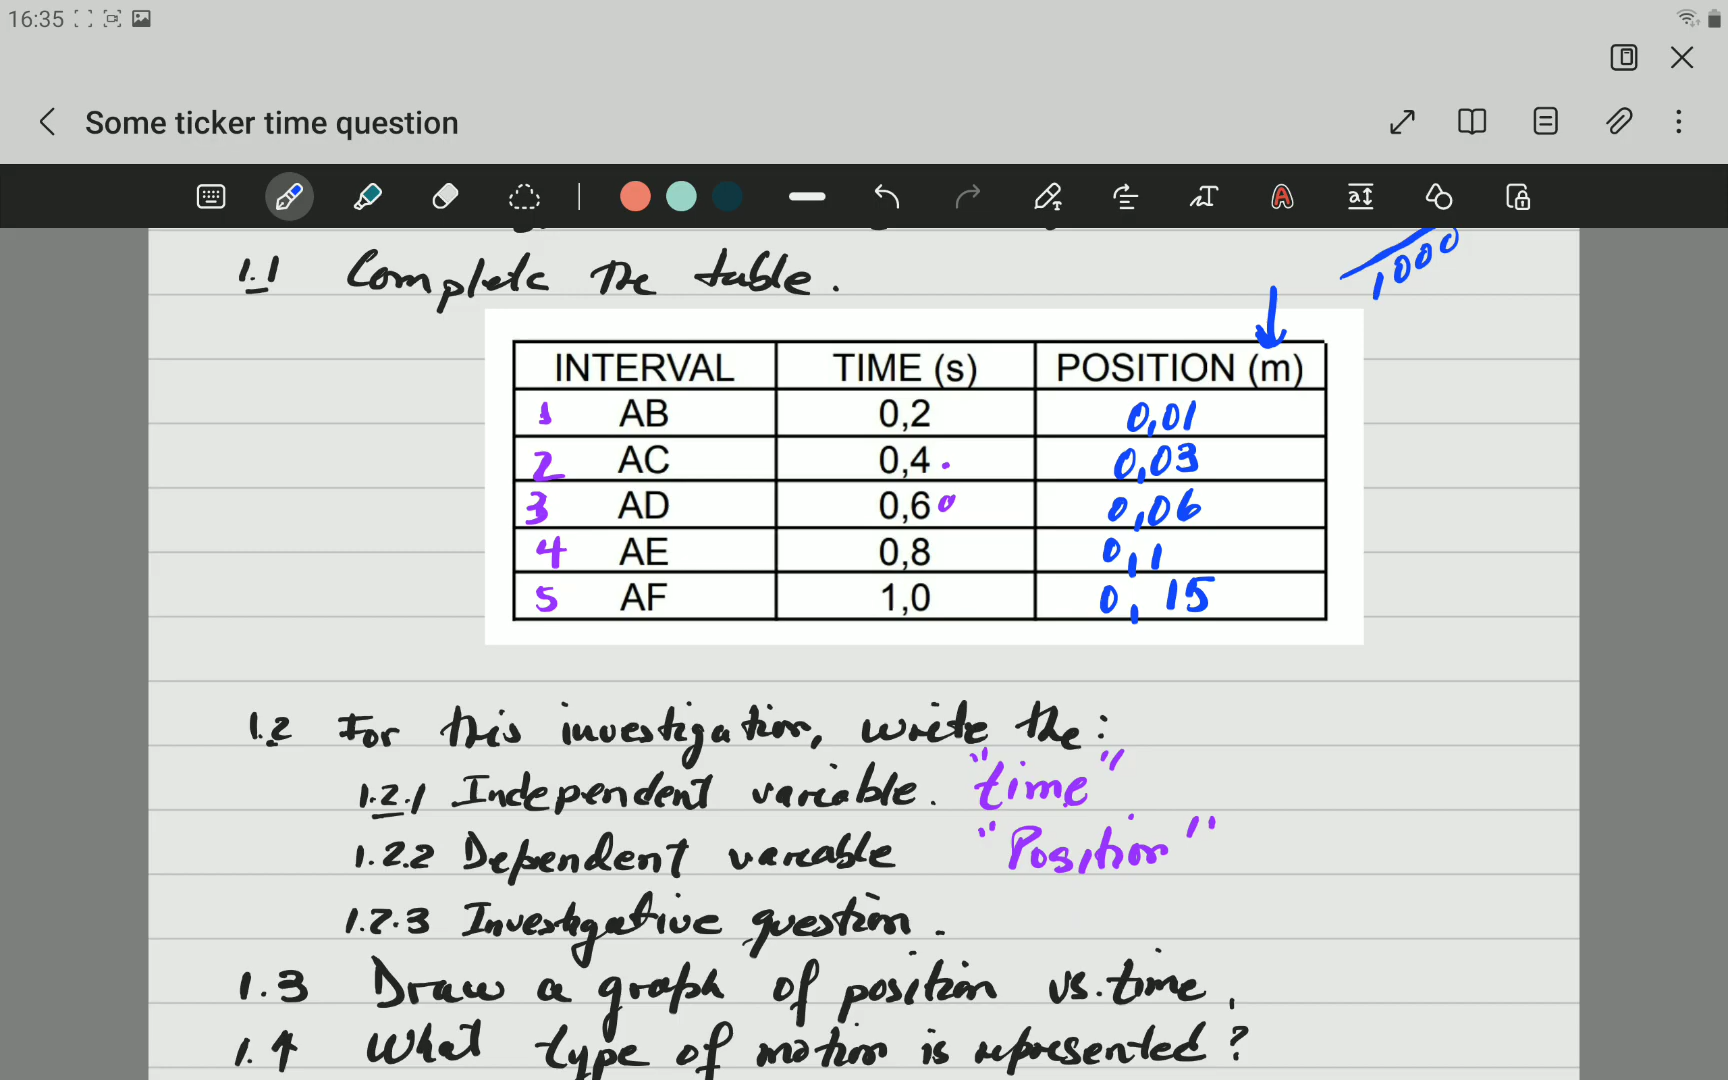 16:35
Some ticker time question
1000
1.1 Complete the table.
INTERVAL TIME (s) POSITION (m)
1 AB 0,2 0,01
2 AC 0,4 . 0,03
3 AD 0,6 0 0,06
4 AE 0,8 0,1
5 AF 1,0 0,15
1.2 For this investigation, write the:
1.2.1 Independent variable. "time"
1.2.2 Dependent variable "Position"
1.2.3 Investigative question.
1.3 Draw a graph of position vs. time.
1.4 What type of motion is represented?